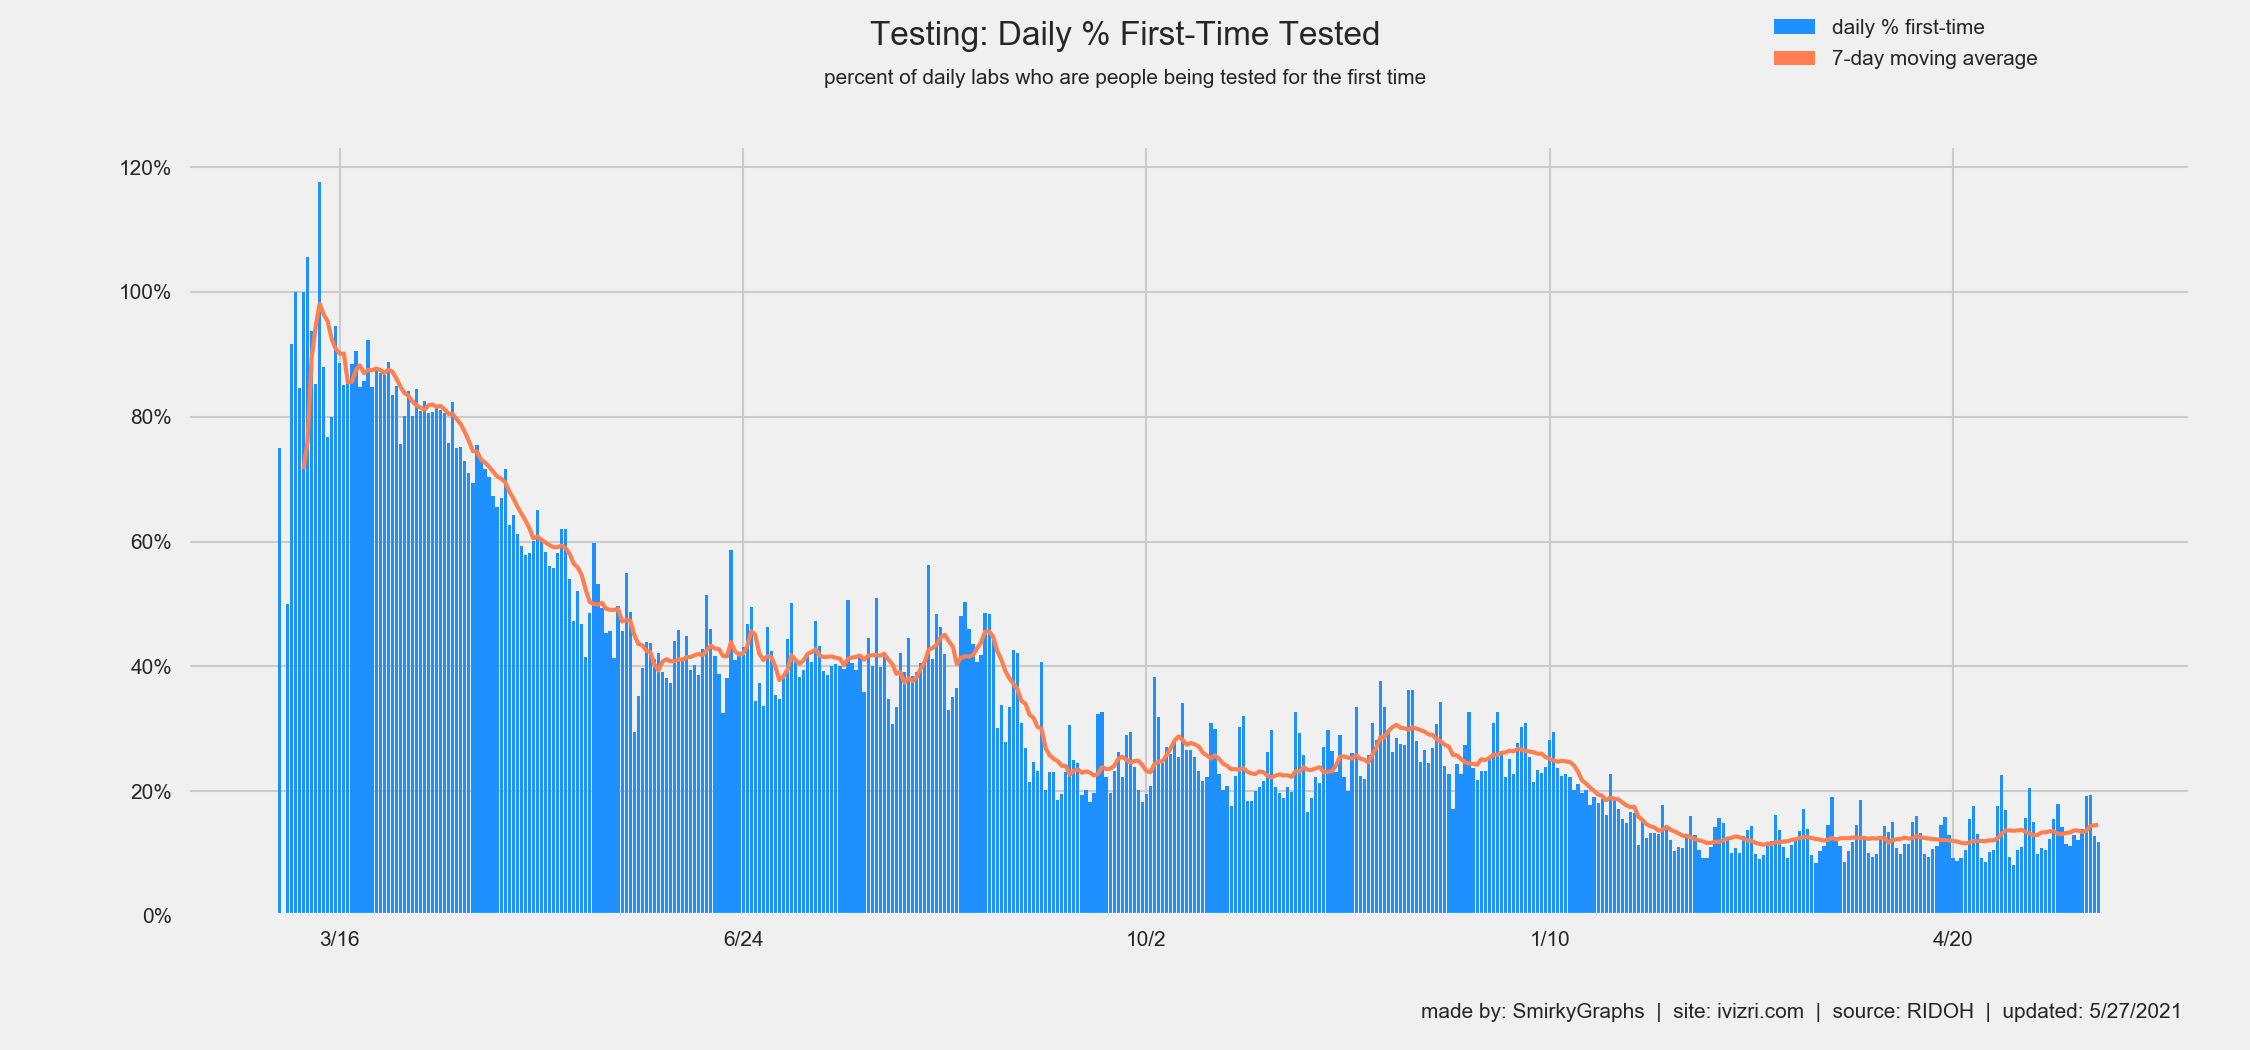 Testing: Daily % First-Time Tested
percent of daily labs who are people being tested for the first time
daily % first-time
7-day moving average
120%
100%
80%
60%
40%
20%
0%
3/16 6/24 10/2 1/10 4/20
made by: SmirkyGraphs | site: ivizri.com | source: RIDOH | updated: 5/27/2021